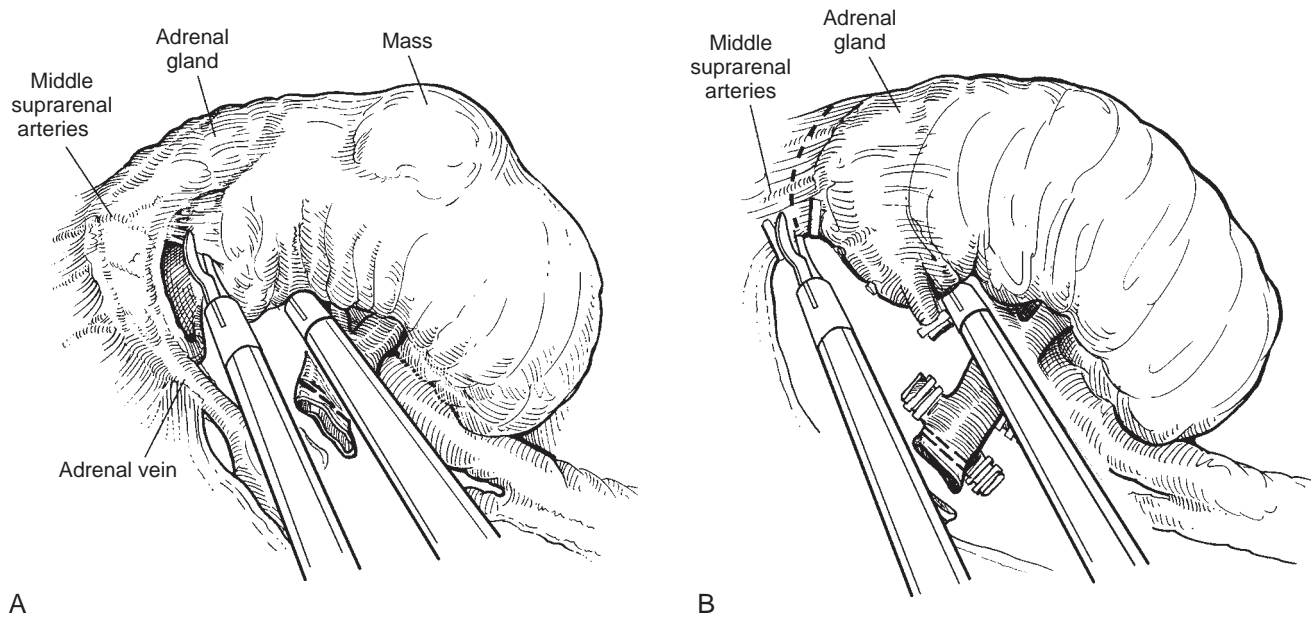 Adrenal
gland
Mass
Middle
suprarenal
arteries
Adrenal vein
A
Adrenal
gland
Middle
suprarenal
arteries
B